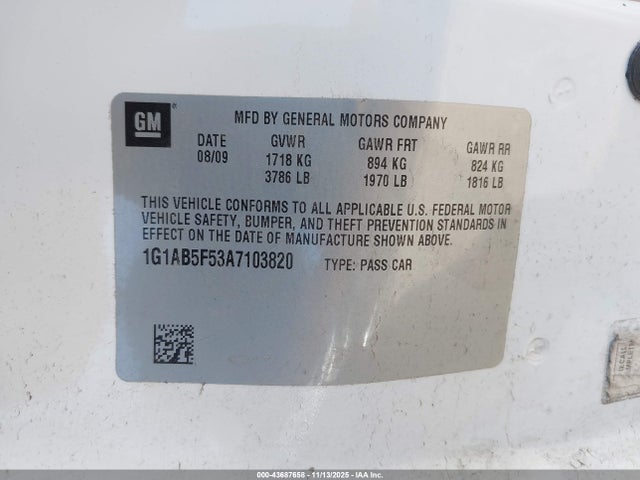 GM
MFD BY GENERAL MOTORS COMPANY
DATE GVWR GAWR FRT GAWR RR
08/09 1718 KG 894 KG 824 KG
3786 LB 1970 LB 1816 LB
THIS VEHICLE CONFORMS TO ALL APPLICABLE U.S. FEDERAL MOTOR
VEHICLE SAFETY, BUMPER, AND THEFT PREVENTION STANDARDS IN
EFFECT ON THE DATE OF MANUFACTURE SHOWN ABOVE.
1G1AB5F53A7103820 TYPE: PASS CAR
000-43687658 - 11/13/2025 - IAA Inc.